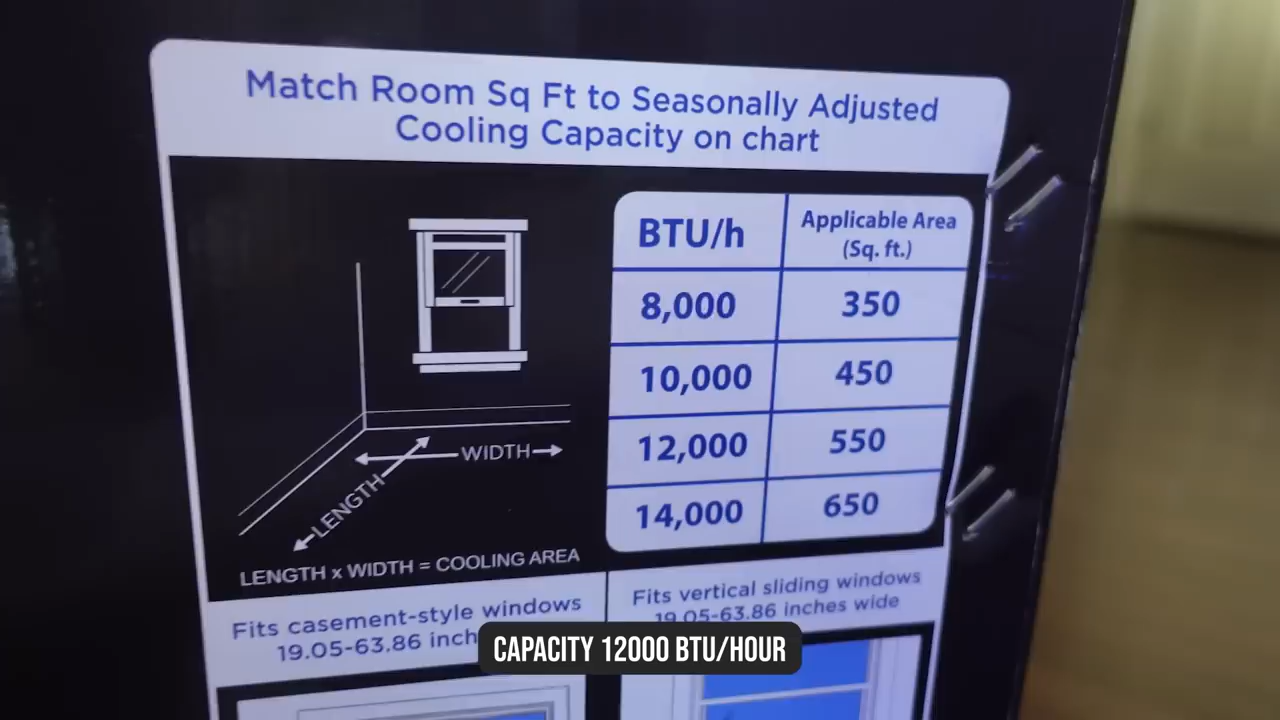 Match Room Sq Ft to Seasonally Adjusted
Cooling Capacity on chart
BTU/h
Applicable Area
(Sq. ft.)
8,000
350
10,000
450
12,000
550
14,000
650
WIDTH
LENGTH
LENGTH x WIDTH = COOLING AREA
Fits casement-style windows
19.05-63.86 inch
Fits vertical sliding windows
19.05-63.86 inches wide
CAPACITY 12000 BTU/HOUR